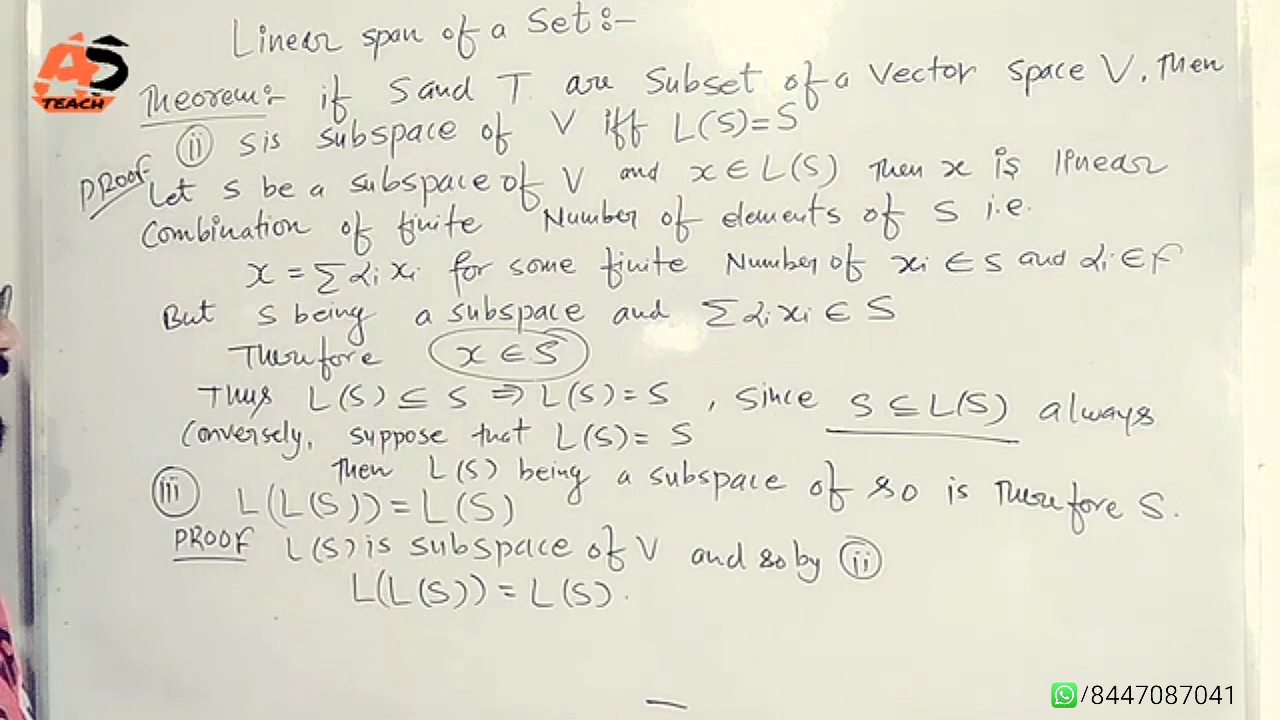 AS
TEACH
Linear span of a Set:-
Theorem:- if S and T are Subset of a Vector space V, Then
(ii) S is subspace of V iff L(S)=S
PROOF
Let S be a subspace of V and x ∈ L(S) Then x is linear
Combination of finite Number of elements of S i.e.
x = ∑ αi xi for some finite Number of xi ∈ S and αi ∈ F
But S being a subspace and ∑ αi xi ∈ S
Therefore x ∈ S
Thus L(S) ⊆ S ⇒ L(S) = S , Since S ⊆ L(S) always
Conversely, suppose that L(S) = S
Then L(S) being a subspace of so is Therefore S.
(iii) L(L(S)) = L(S)
PROOF L(S) is subspace of V and so by (ii)
L(L(S)) = L(S).
/8447087041